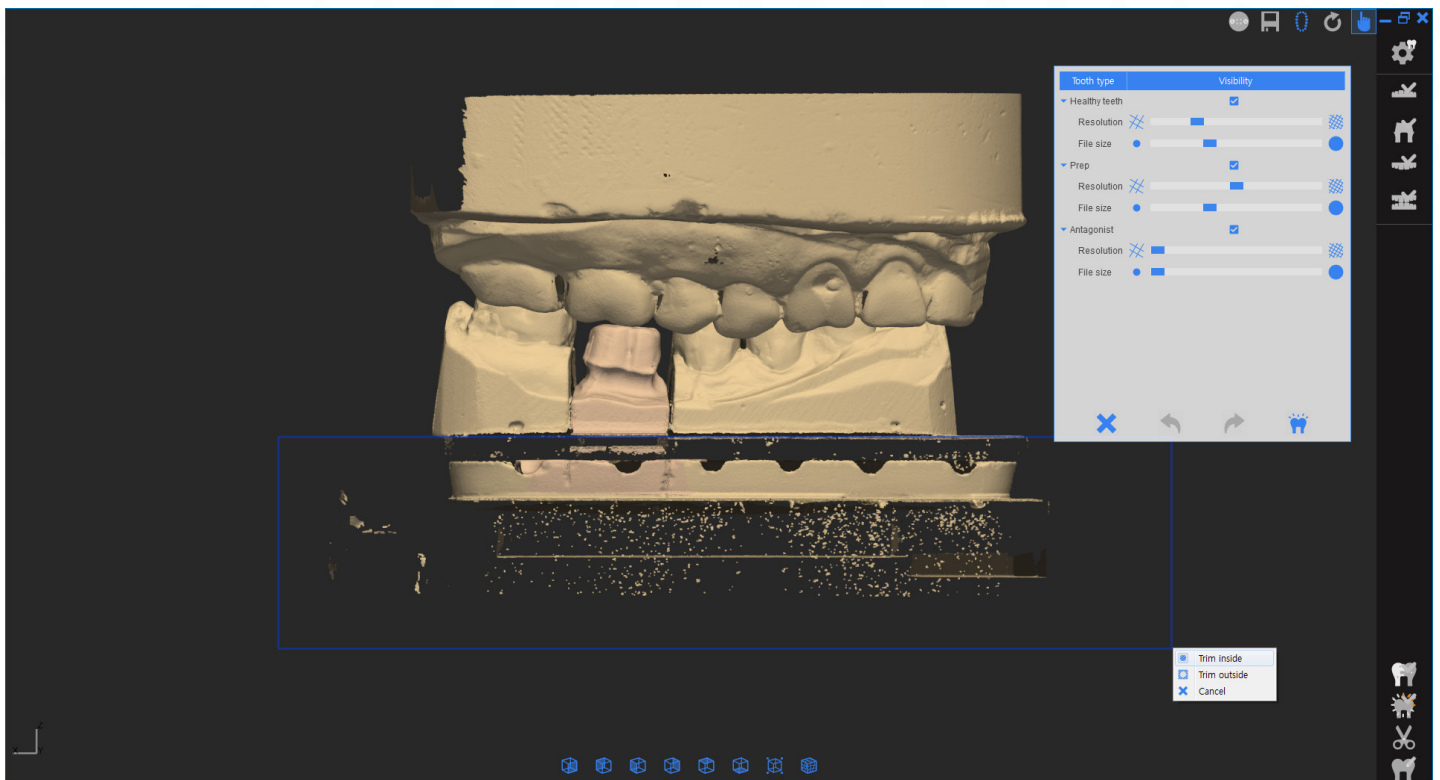 Tooth type Visibility
Healthy teeth
Resolution
File size
Prep
Resolution
File size
Antagonist
Resolution
File size
Trim inside
Trim outside
Cancel
Z
X